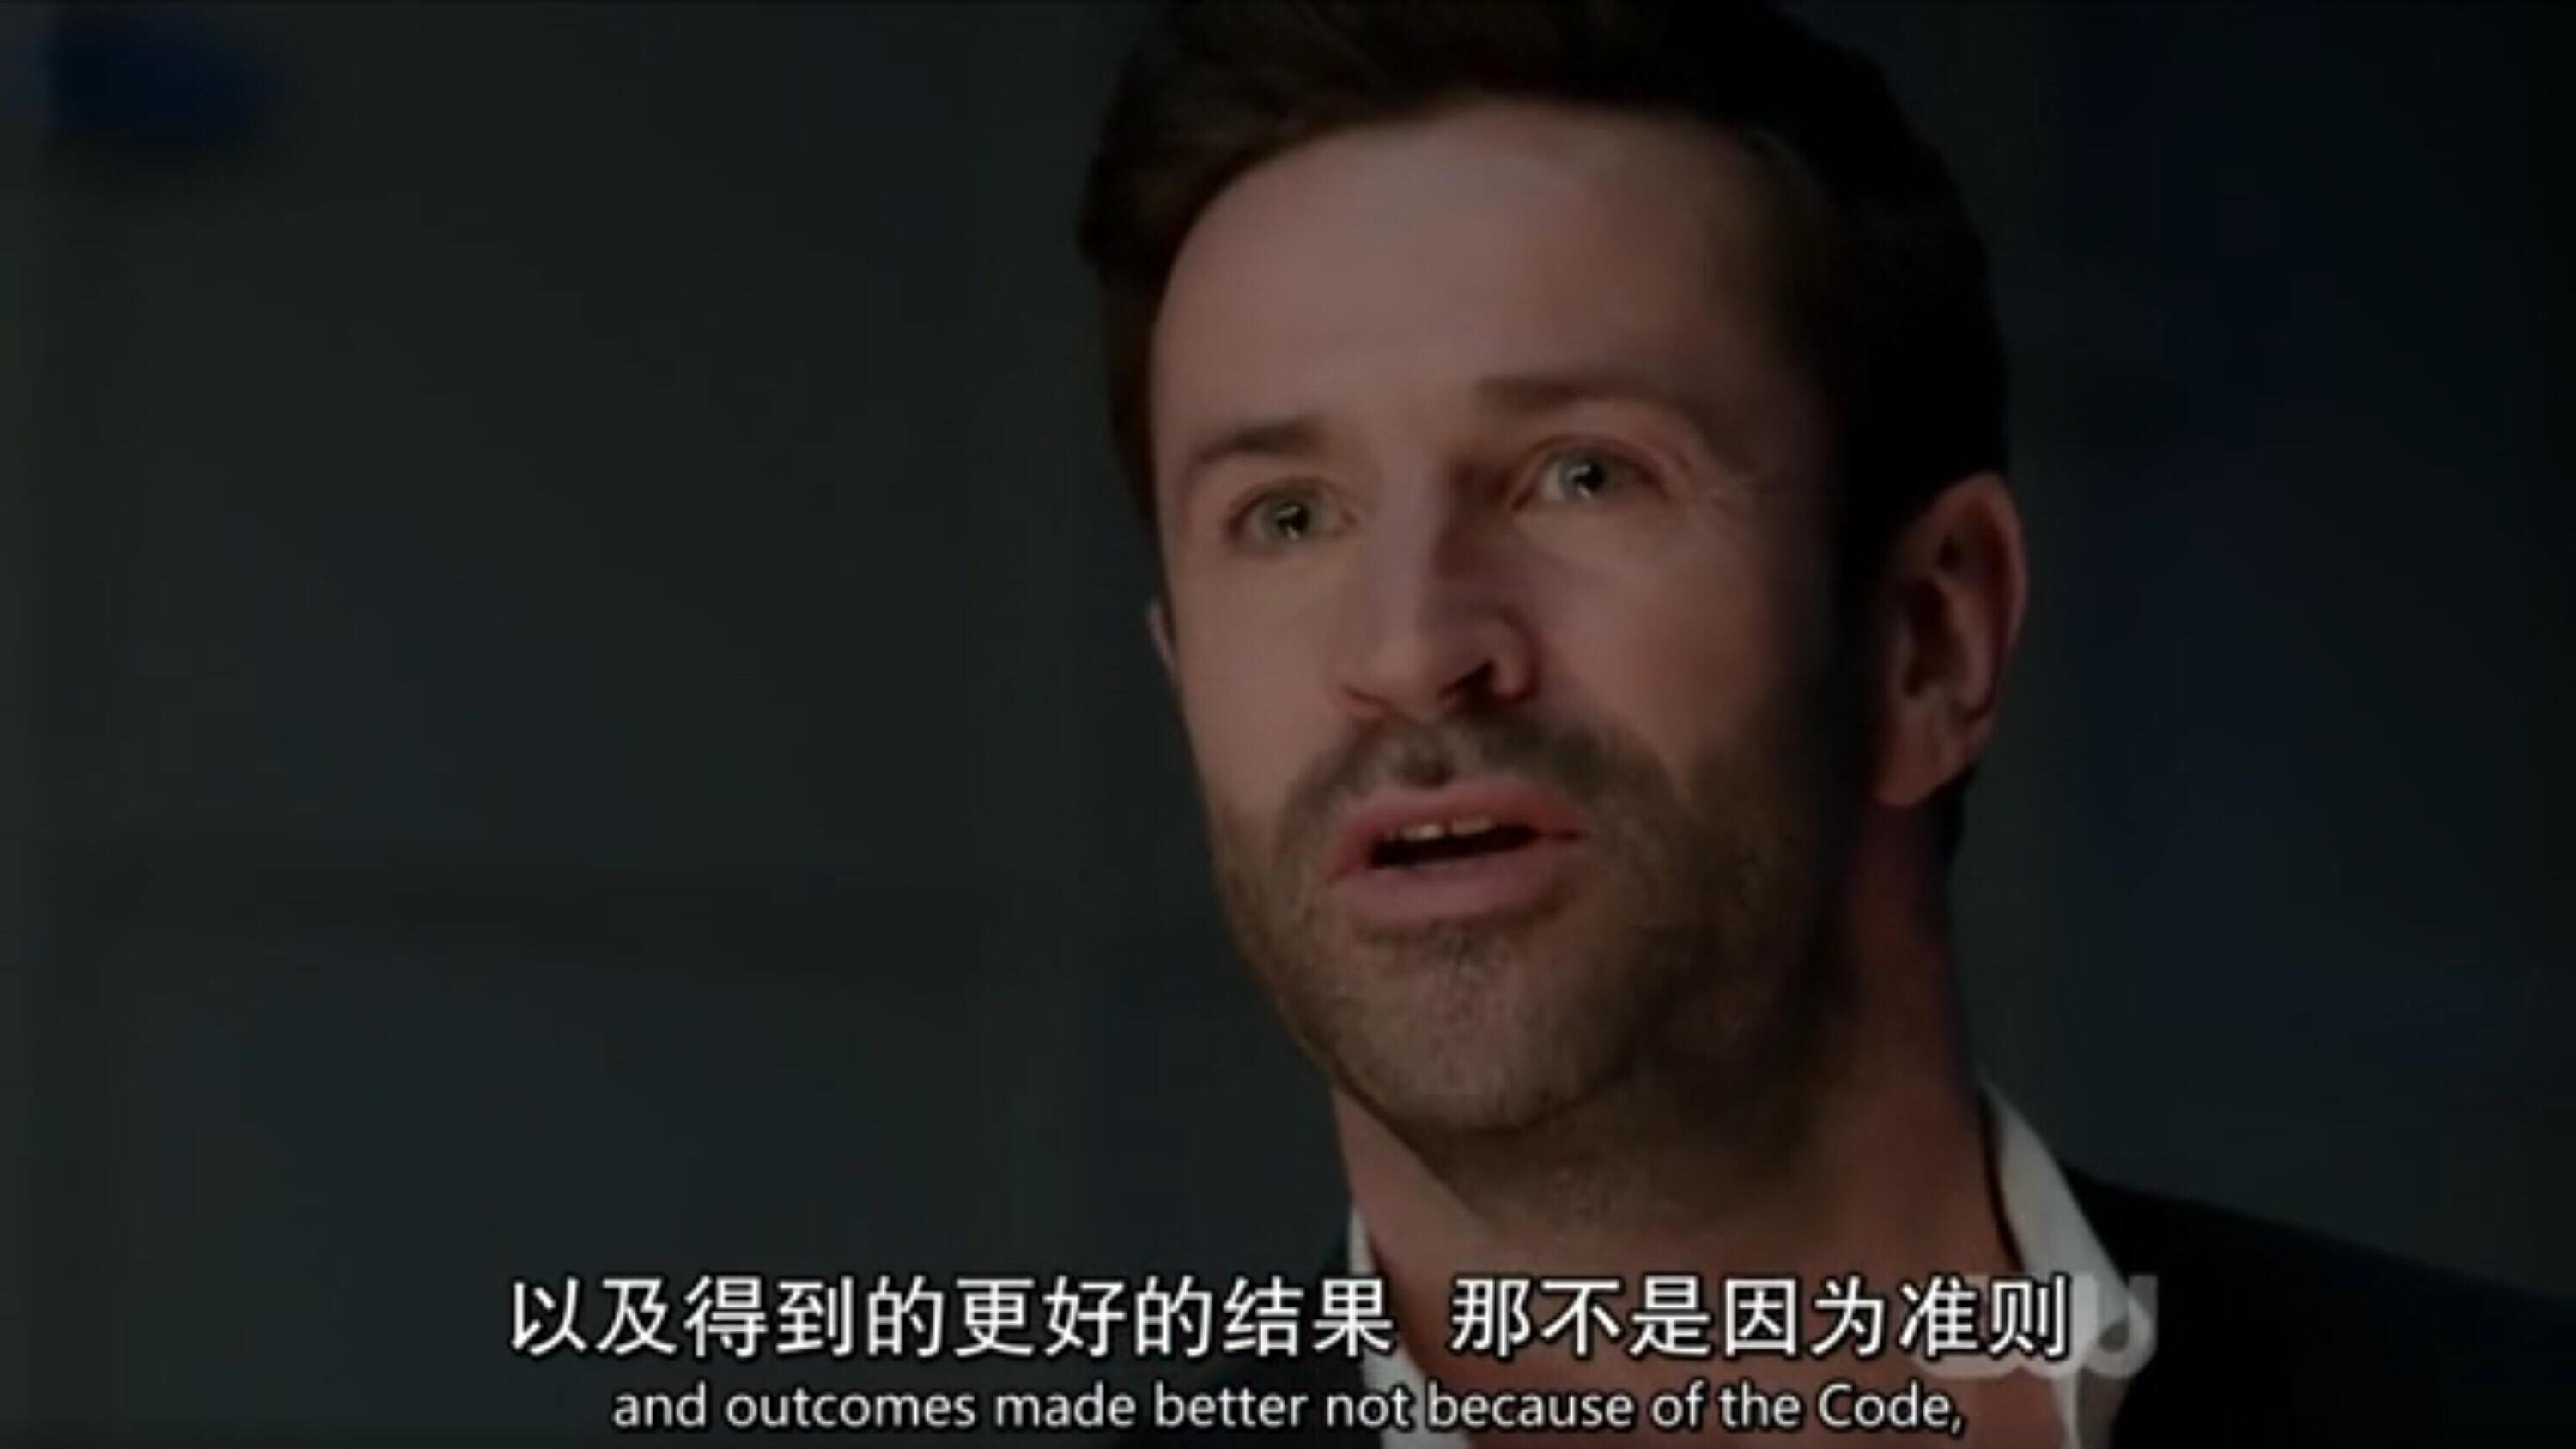 以及得到的更好的结果 那不是因为准则
and outcomes made better not because of the Code,